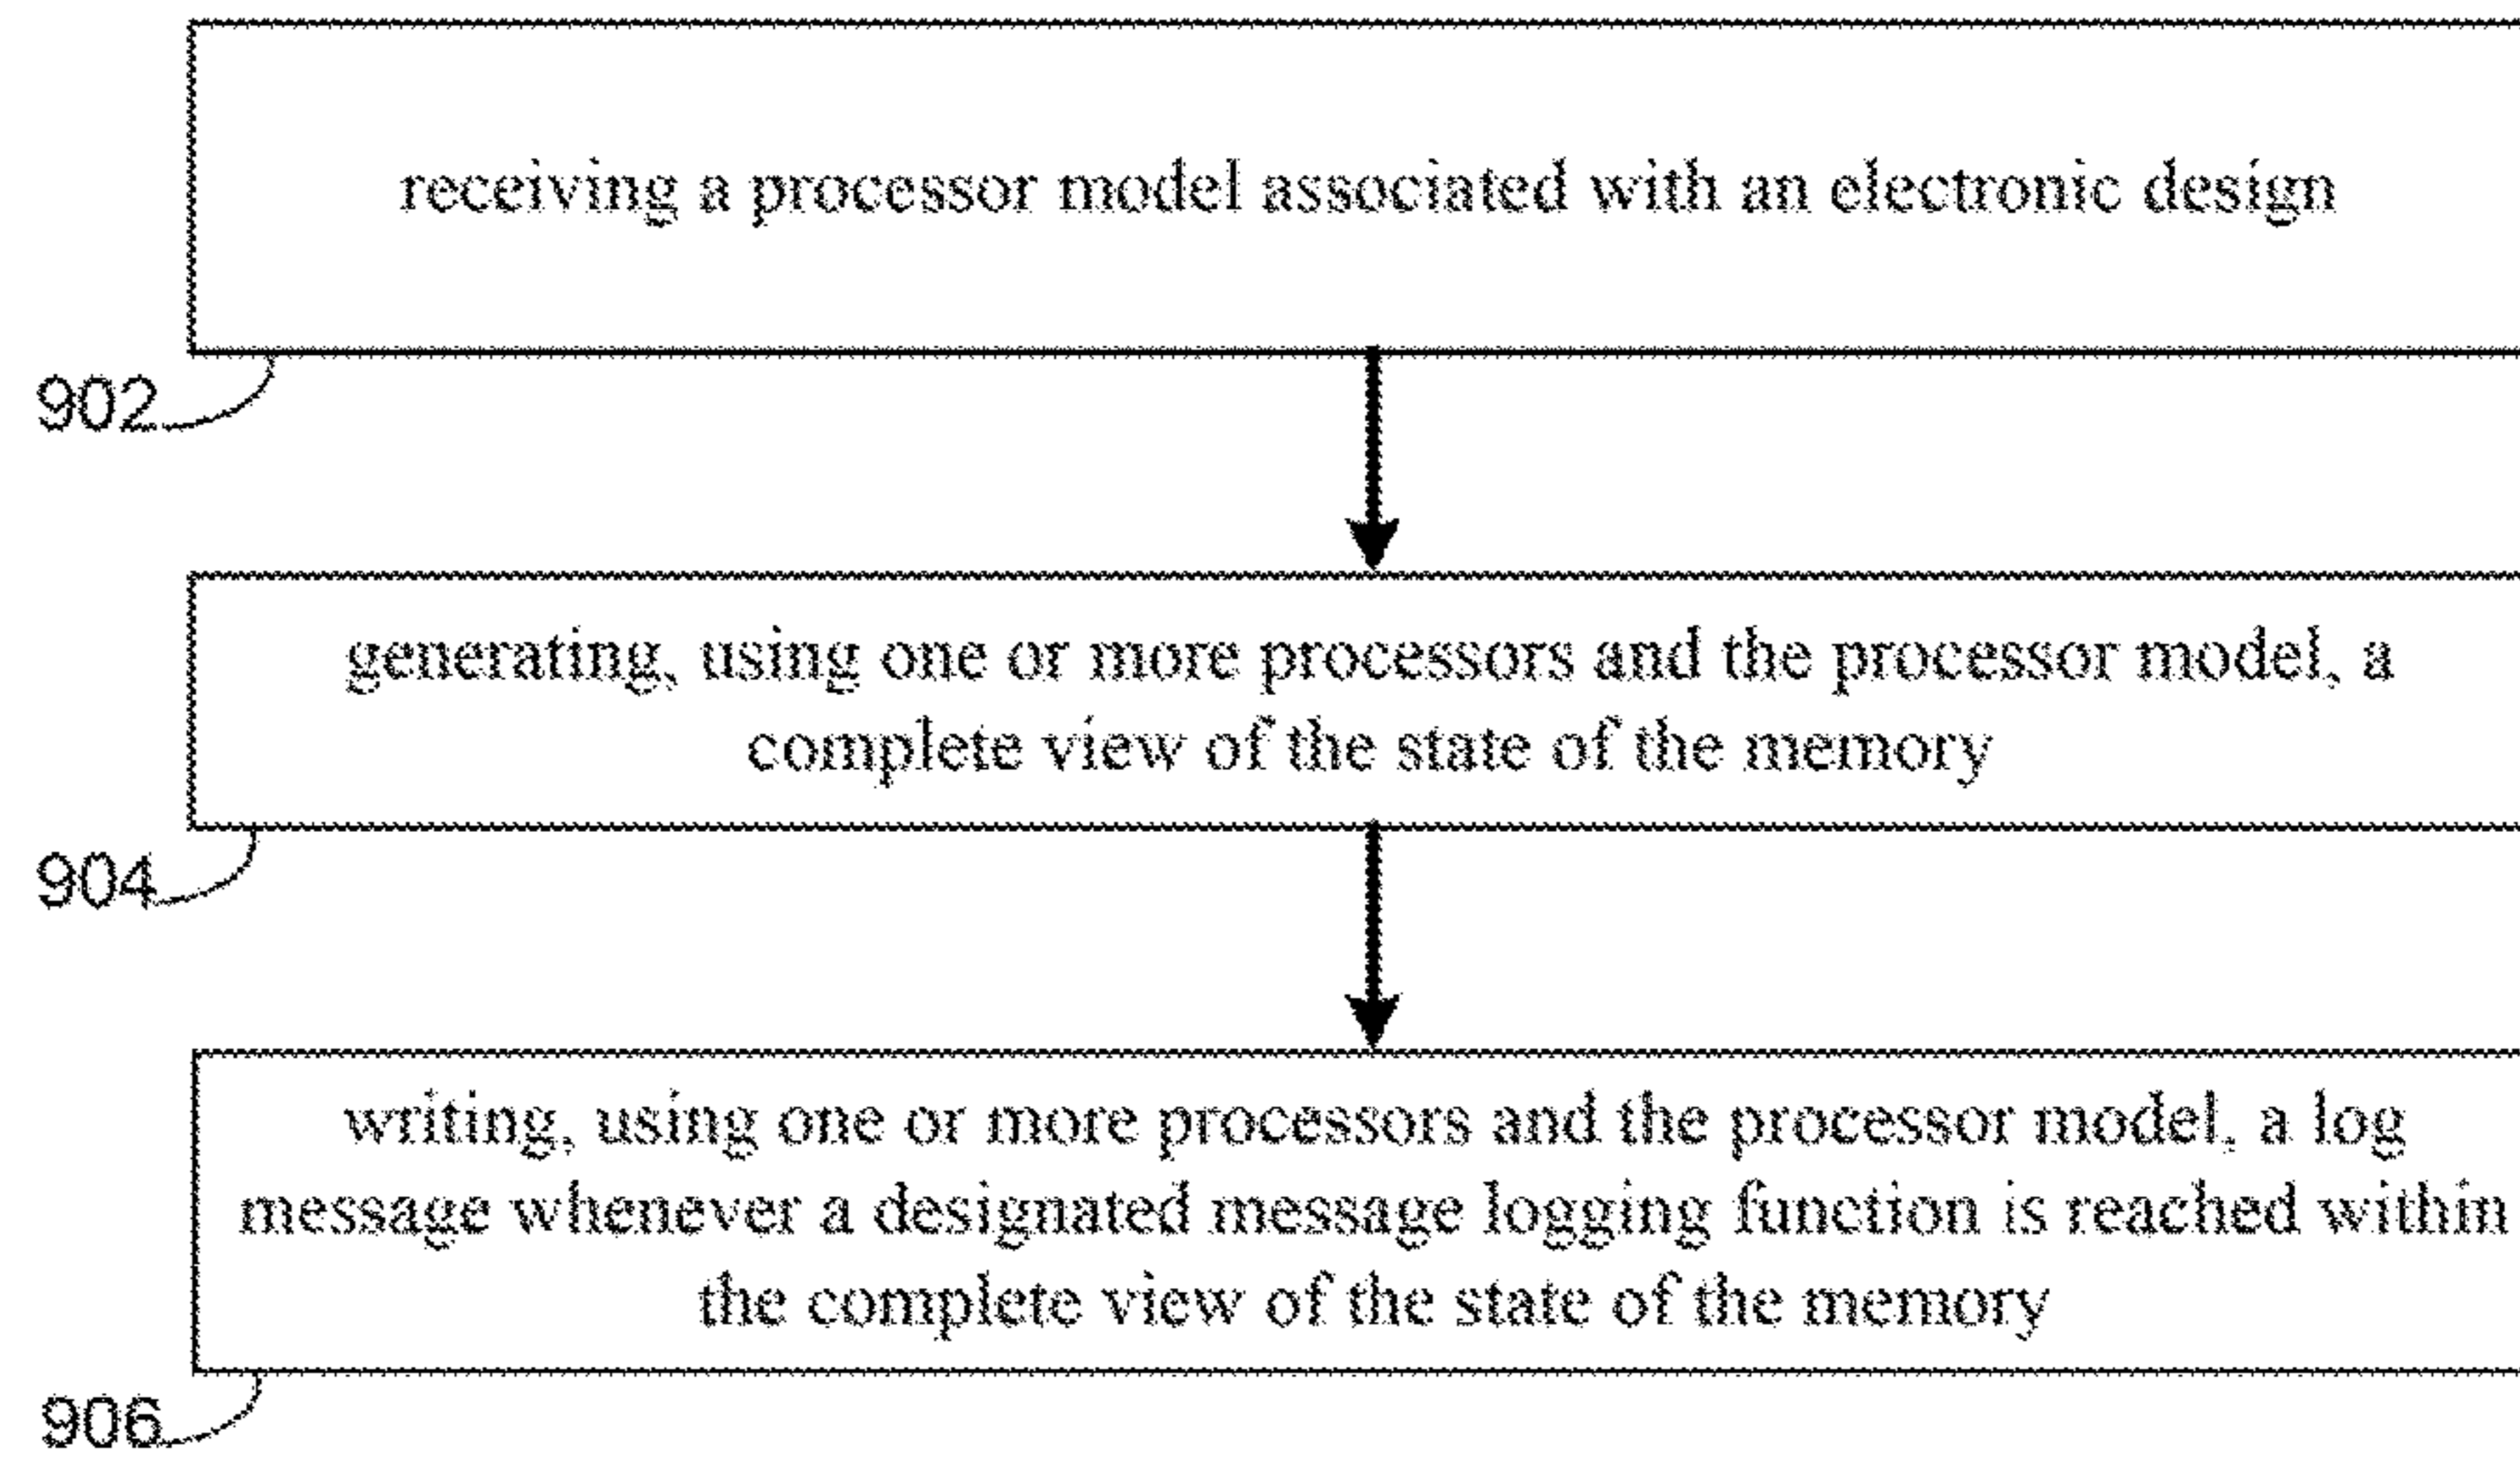 receiving a processor model associated with an electronic design
902
generating, using one or more processors and the processor model, a
complete view of the state of the memory
904
writing, using one or more processors and the processor model, a log
message whenever a designated message logging function is reached within
the complete view of the state of the memory
906